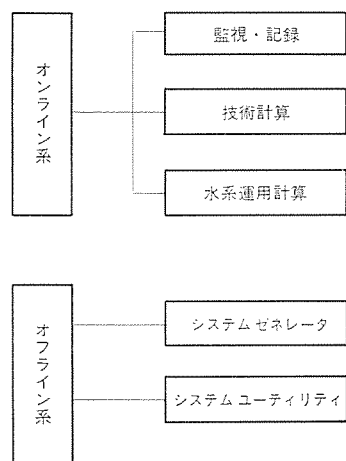 オンライン系
監視・記録
技術計算
水系運用計算
オフライン系
システム ゼネレータ
システム ユーティリティ